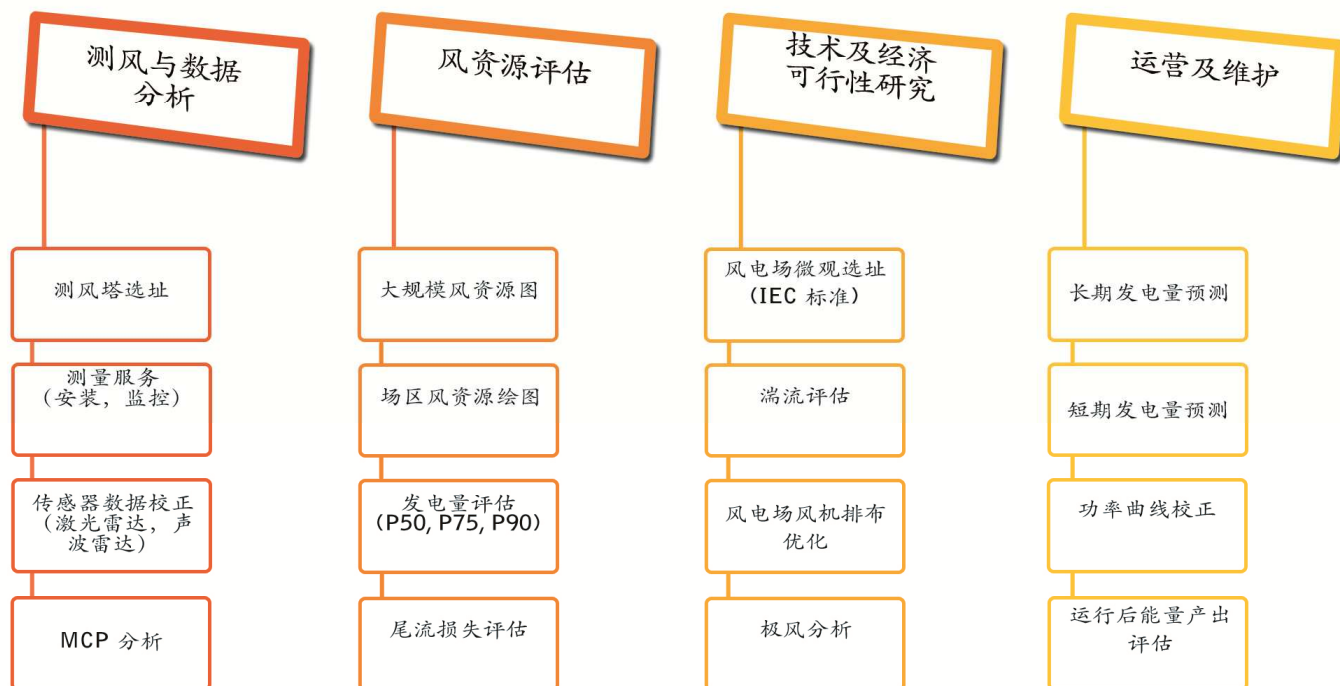 测风与数据
分析
测风塔选址
测量服务
（安装，监控）
传感器数据校正
（激光雷达，声
波雷达）
MCP 分析
风资源评估
大规模风资源图
场区风资源绘图
发电量评估
(P50, P75, P90)
尾流损失评估
技术及经济
可行性研究
风电场微观选址
(IEC 标准)
湍流评估
风电场风机排布
优化
极风分析
运营及维护
长期发电量预测
短期发电量预测
功率曲线校正
运行后能量产出
评估